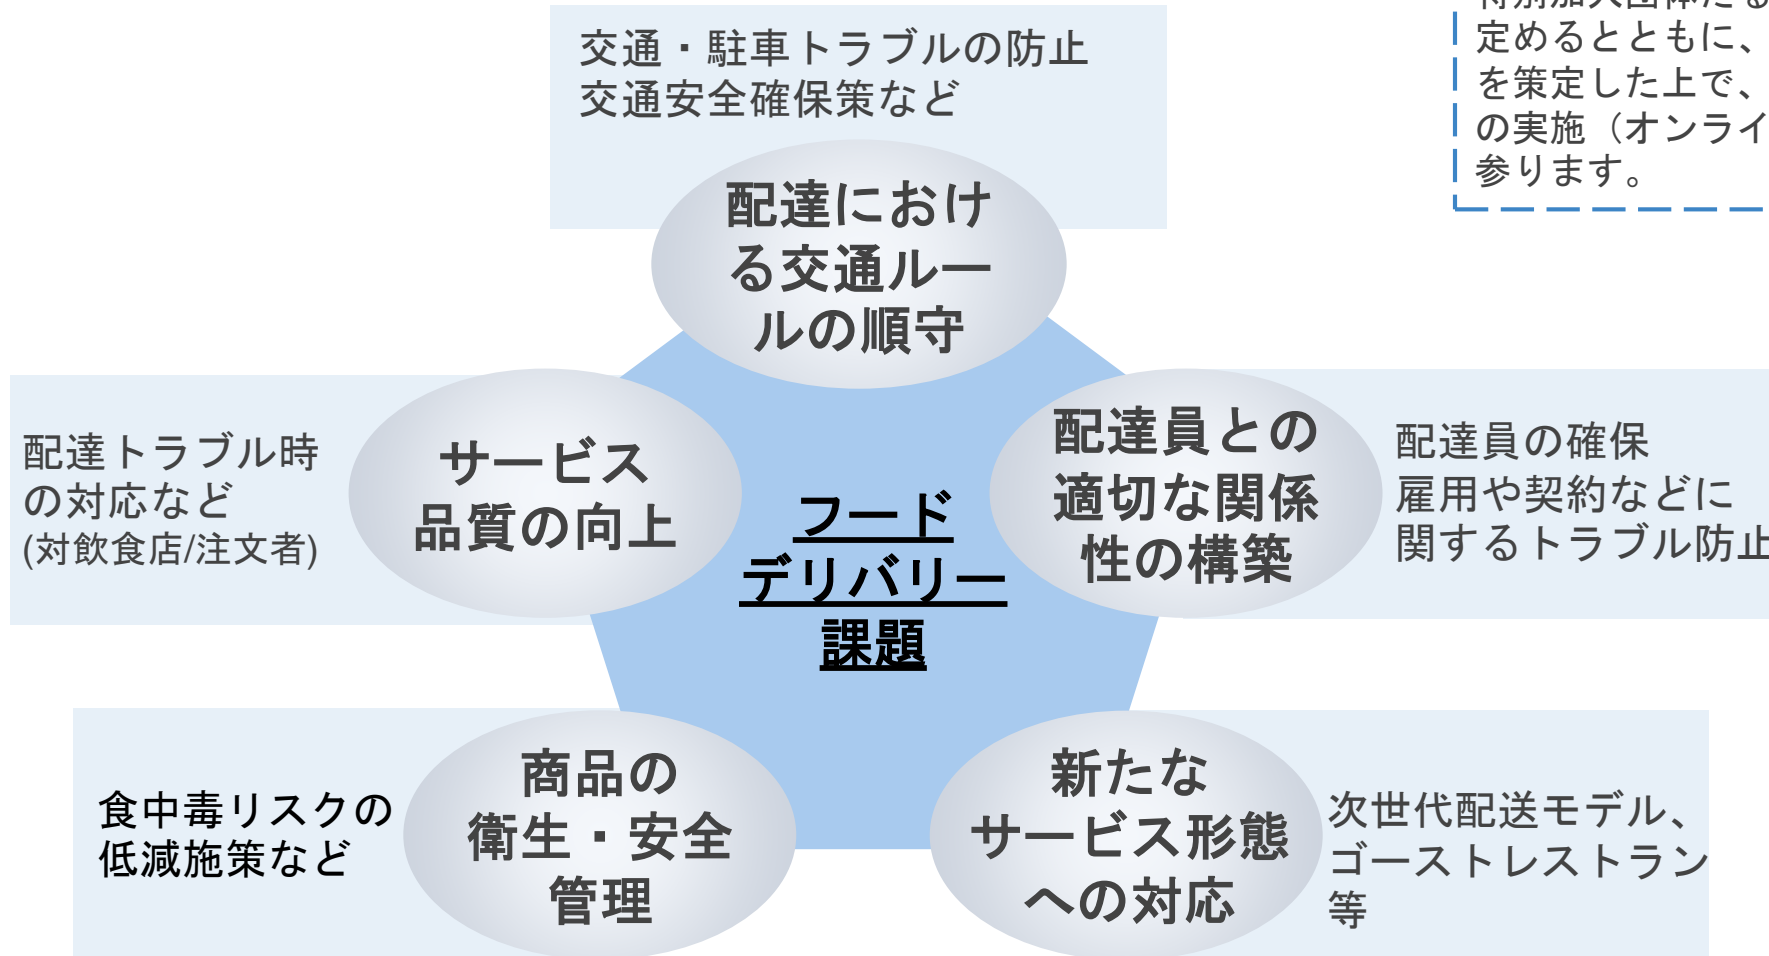 交通・駐車トラブルの防止
交通安全確保策など
配達におけ
る交通ルー
ルの順守
定めるとともに、
を策定した上で、
の実施（オンライ
参ります。
配達トラブル時
の対応など
(対飲食店/注文者)
サービス
品質の向上
フード
デリバリー
課題
配達員との
適切な関係
性の構築
配達員の確保
雇用や契約などに
関するトラブル防止
食中毒リスクの
低減施策など
商品の
衛生・安全
管理
新たな
サービス形態
への対応
次世代配送モデル、
ゴーストレストラン
等